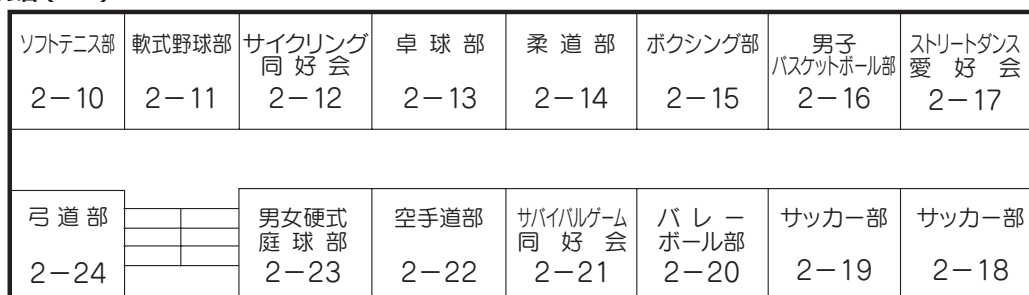 ソフトテニス部
2−10
軟式野球部
2−11
サイクリング
同好会
2−12
卓球部
2−13
柔道部
2−14
ボクシング部
2−15
男子
バスケットボール部
2−16
ストリートダンス
愛好会
2−17
弓道部
2−24
男女硬式
庭球部
2−23
空手道部
2−22
サバイバルゲーム
同好会
2−21
バレー
ボール部
2−20
サッカー部
2−19
サッカー部
2−18